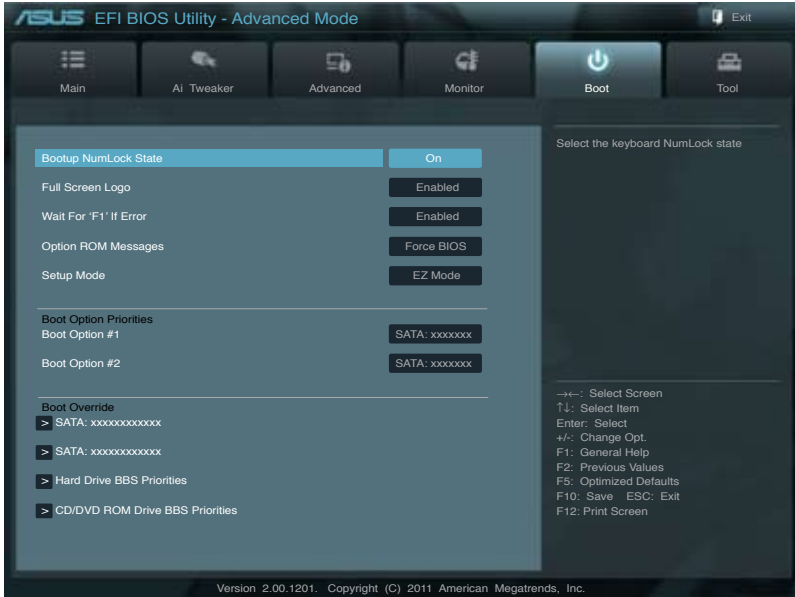 ASUS EFI BIOS Utility - Advanced Mode
Exit
Main
Ai Tweaker
Advanced
Monitor
Boot
Tool
Bootup NumLock State On
Full Screen Logo Enabled
Wait For ‘F1’ If Error Enabled
Option ROM Messages Force BIOS
Setup Mode EZ Mode
Boot Option Priorities
Boot Option #1 SATA: xxxxxxx
Boot Option #2 SATA: xxxxxxx
Boot Override
> SATA: xxxxxxxxxxxx
> SATA: xxxxxxxxxxxx
> Hard Drive BBS Priorities
> CD/DVD ROM Drive BBS Priorities
Select the keyboard NumLock state
→←: Select Screen
↑↓: Select Item
Enter: Select
+/-: Change Opt.
F1: General Help
F2: Previous Values
F5: Optimized Defaults
F10: Save ESC: Exit
F12: Print Screen
Version 2.00.1201. Copyright (C) 2011 American Megatrends, Inc.